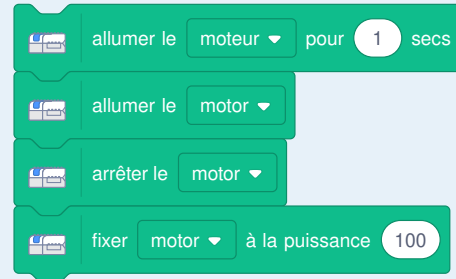 allumer le moteur pour 1 secs
allumer le motor
arrêter le motor
fixer motor à la puissance 100